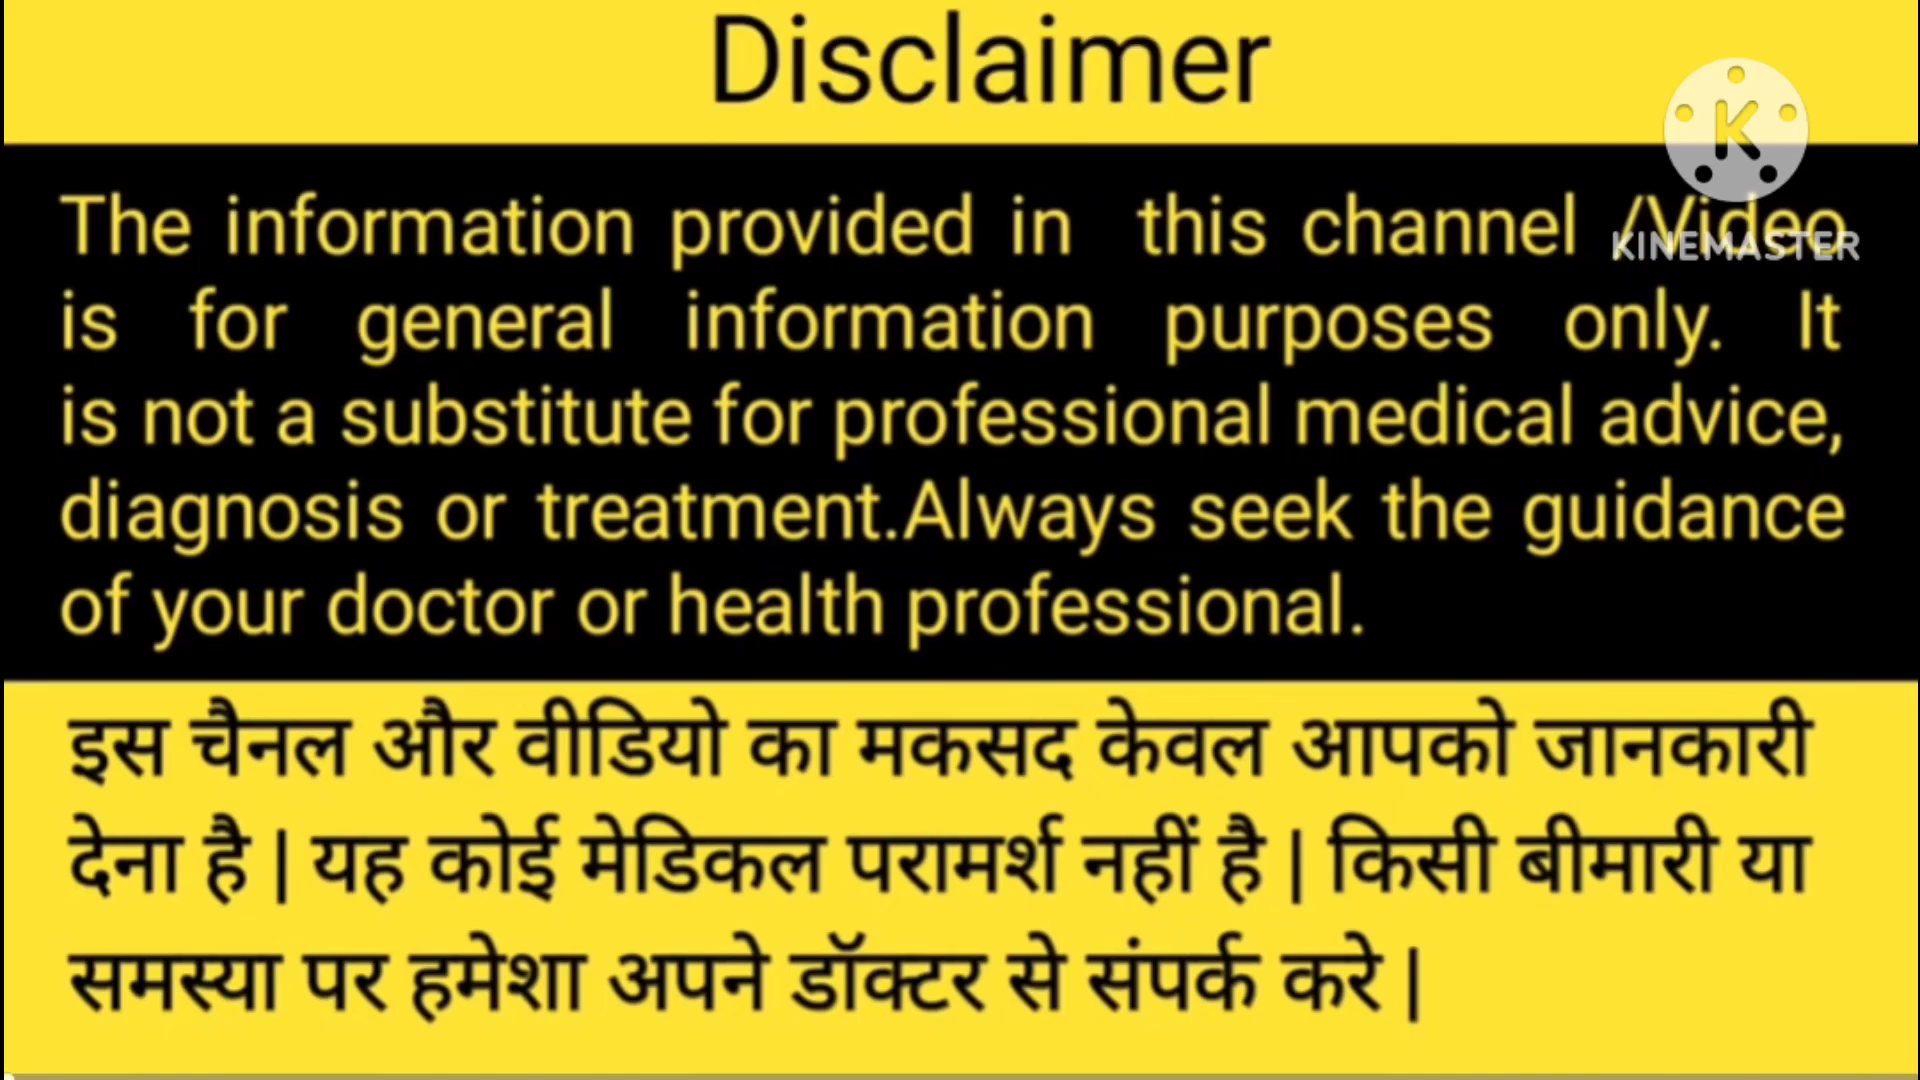 Disclaimer
K
The information provided in this channel /Video
KINEMASTER
is for general information purposes only. It
is not a substitute for professional medical advice,
diagnosis or treatment.Always seek the guidance
of your doctor or health professional.
इस चैनल और वीडियो का मकसद केवल आपको जानकारी
देना है | यह कोई मेडिकल परामर्श नहीं है | किसी बीमारी या
समस्या पर हमेशा अपने डॉक्टर से संपर्क करे |